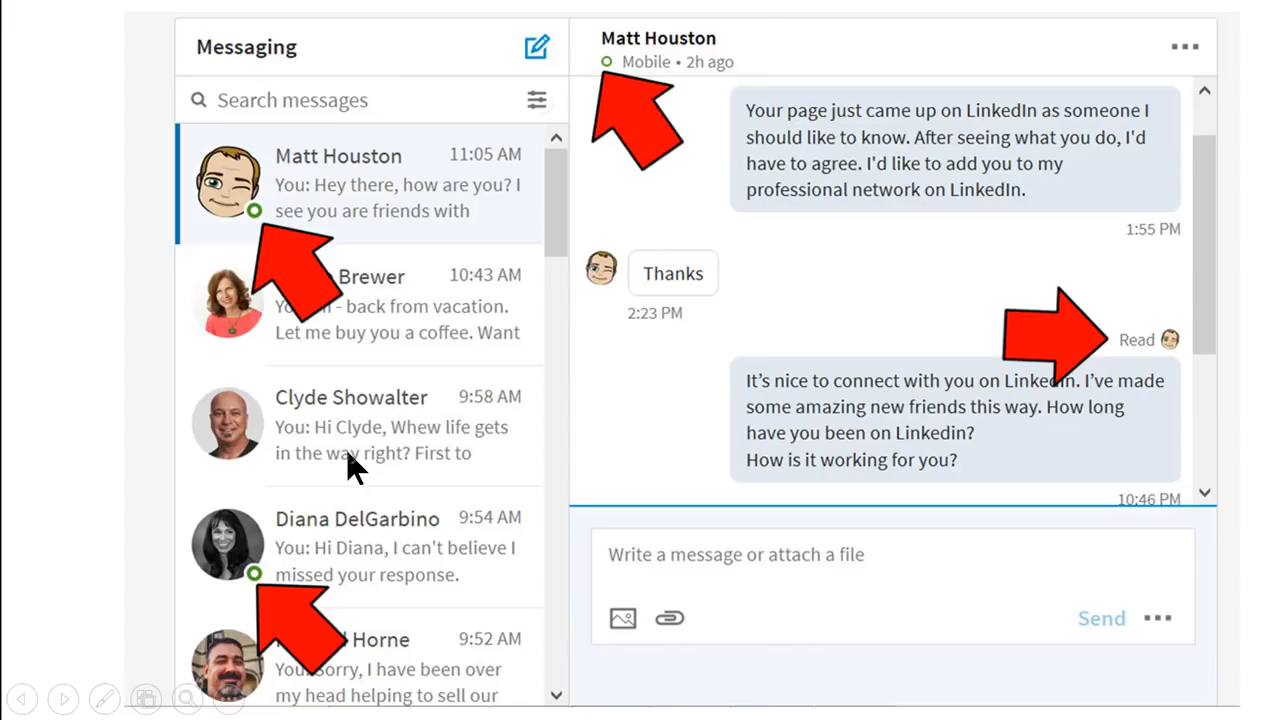 Messaging
Search messages
Matt Houston 11:05 AM
You: Hey there, how are you? I
see you are friends with
Brewer 10:43 AM
- back from vacation.
Let me buy you a coffee. Want
Clyde Showalter 9:58 AM
You: Hi Clyde, Whew life gets
in the way right? First to
Diana DelGarbino 9:54 AM
You: Hi Diana, I can't believe I
missed your response.
Horne 9:52 AM
You: Sorry, I have been over
my head helping to sell our
Matt Houston
Mobile • 2h ago
Your page just came up on LinkedIn as someone I
should like to know. After seeing what you do, I'd
have to agree. I'd like to add you to my
professional network on LinkedIn.
1:55 PM
Thanks
2:23 PM
Read
It’s nice to connect with you on LinkedIn. I’ve made
some amazing new friends this way. How long
have you been on Linkedin?
How is it working for you?
10:46 PM
Write a message or attach a file
Send